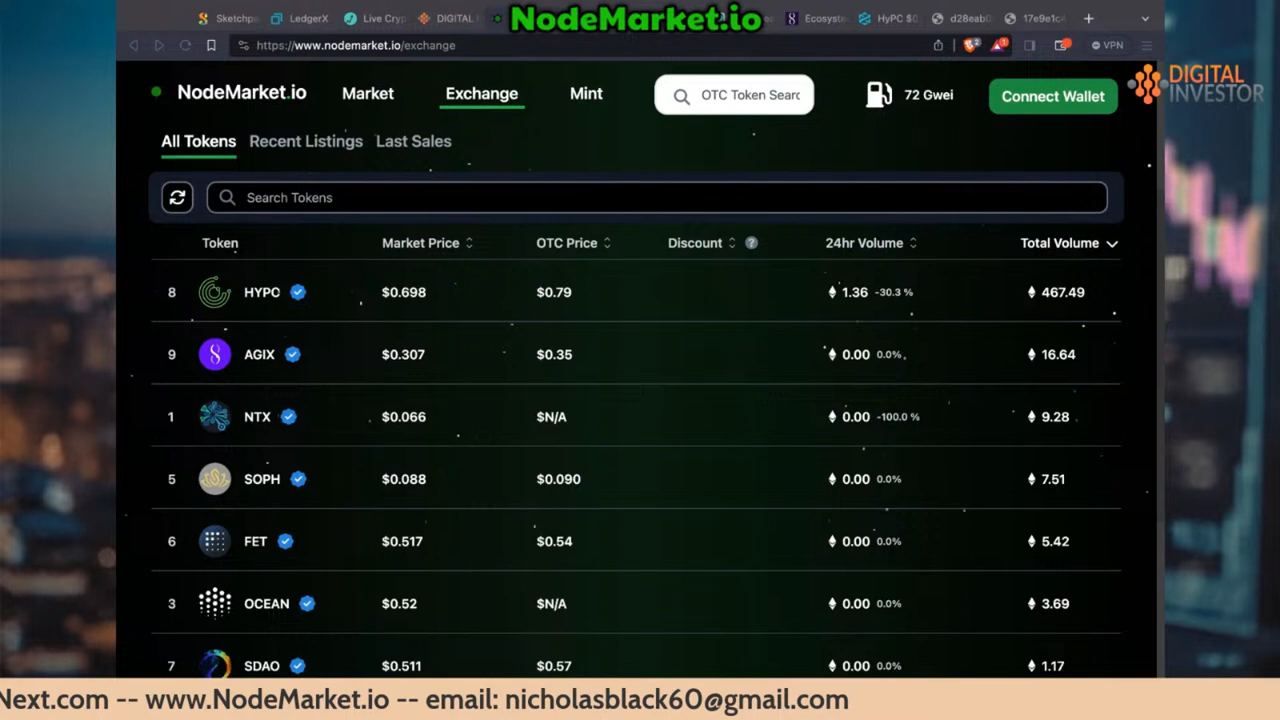 NodeMarket.io
Sketchp
LedgerX
Live Cryp
DIGITAL
Ecosyste
HyPC $0
d28eab0
17e9e1c4
https://www.nodemarket.io/exchange
VPN
NodeMarket.io
Market
Exchange
Mint
OTC Token Searc
72 Gwei
Connect Wallet
DIGITAL
INVESTOR
All Tokens
Recent Listings
Last Sales
Search Tokens
Token Market Price OTC Price Discount ? 24hr Volume Total Volume
8 HYPC $0.698 $0.79 1.36 -30.3 % 467.49
9 AGIX $0.307 $0.35 0.00 0.0% 16.64
1 NTX $0.066 $N/A 0.00 -100.0 % 9.28
5 SOPH $0.088 $0.090 0.00 0.0% 7.51
6 FET $0.517 $0.54 0.00 0.0% 5.42
3 OCEAN $0.52 $N/A 0.00 0.0% 3.69
7 SDAO $0.511 $0.57 0.00 0.0% 1.17
Next.com -- www.NodeMarket.io -- email: nicholasblack60@gmail.com